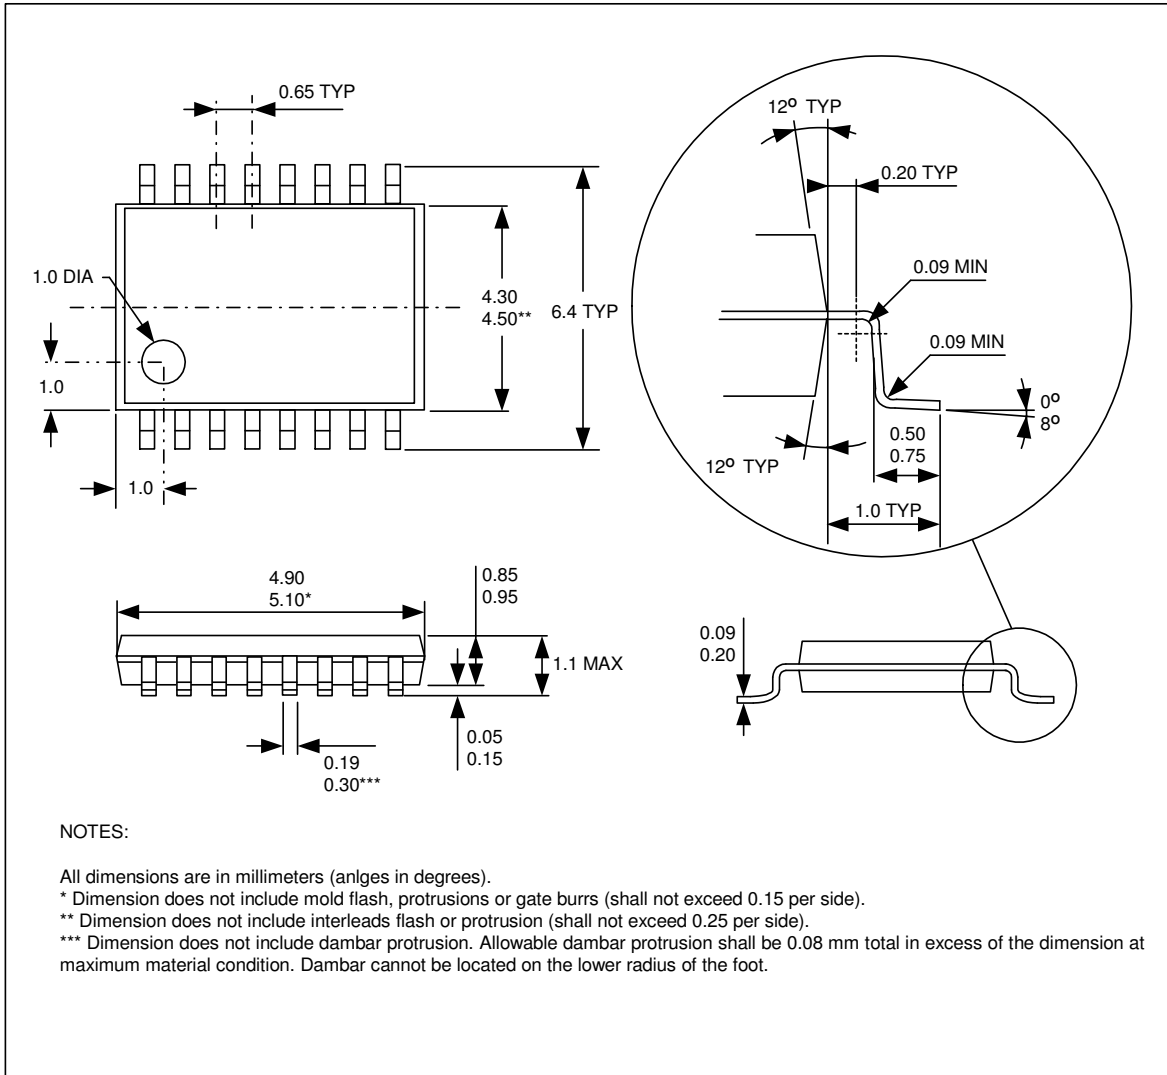 0.65 TYP
12º TYP
0.20 TYP
1.0 DIA
0.09 MIN
4.30
4.50**
6.4 TYP
0.09 MIN
1.0
0º
8º
0.50
0.75
12º TYP
1.0
1.0 TYP
4.90
5.10*
0.85
0.95
1.1 MAX
0.09
0.20
0.05
0.15
0.19
0.30***
NOTES:
All dimensions are in millimeters (anlges in degrees).
* Dimension does not include mold flash, protrusions or gate burrs (shall not exceed 0.15 per side).
** Dimension does not include interleads flash or protrusion (shall not exceed 0.25 per side).
*** Dimension does not include dambar protrusion. Allowable dambar protrusion shall be 0.08 mm total in excess of the dimension at
maximum material condition. Dambar cannot be located on the lower radius of the foot.